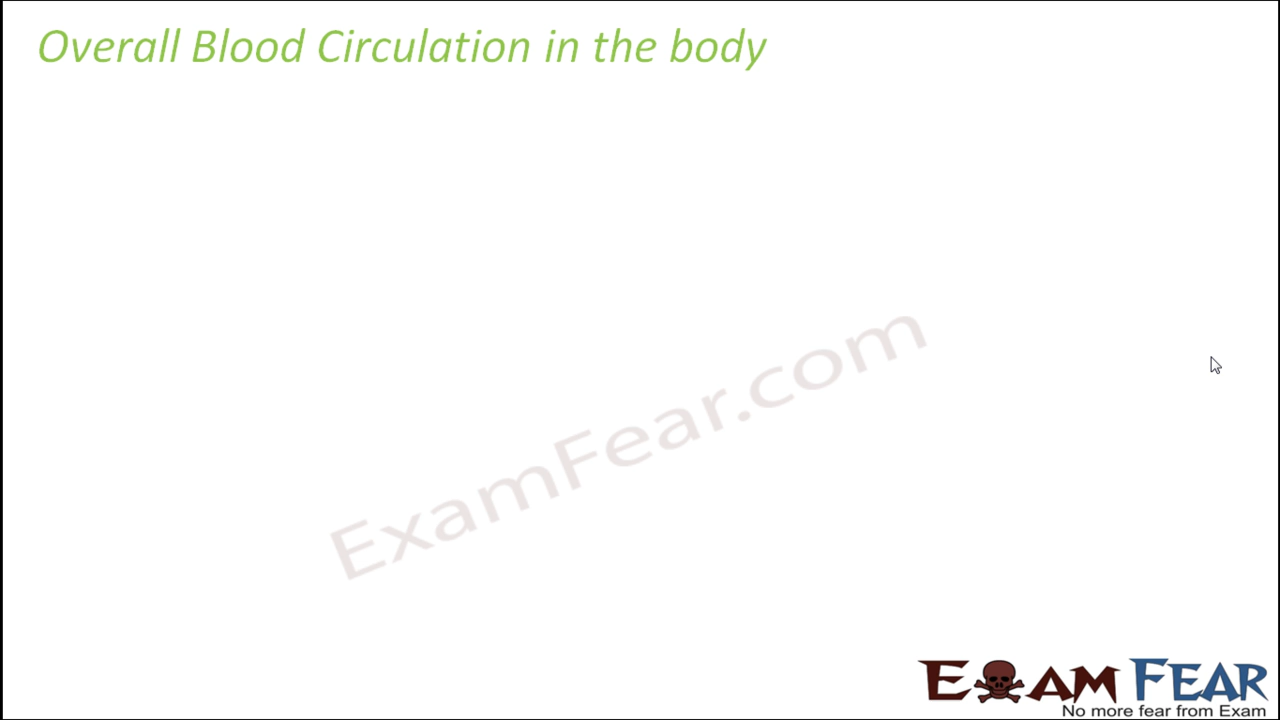 Overall Blood Circulation in the body
ExamFear.com
EXAM FEAR
No more fear from Exam